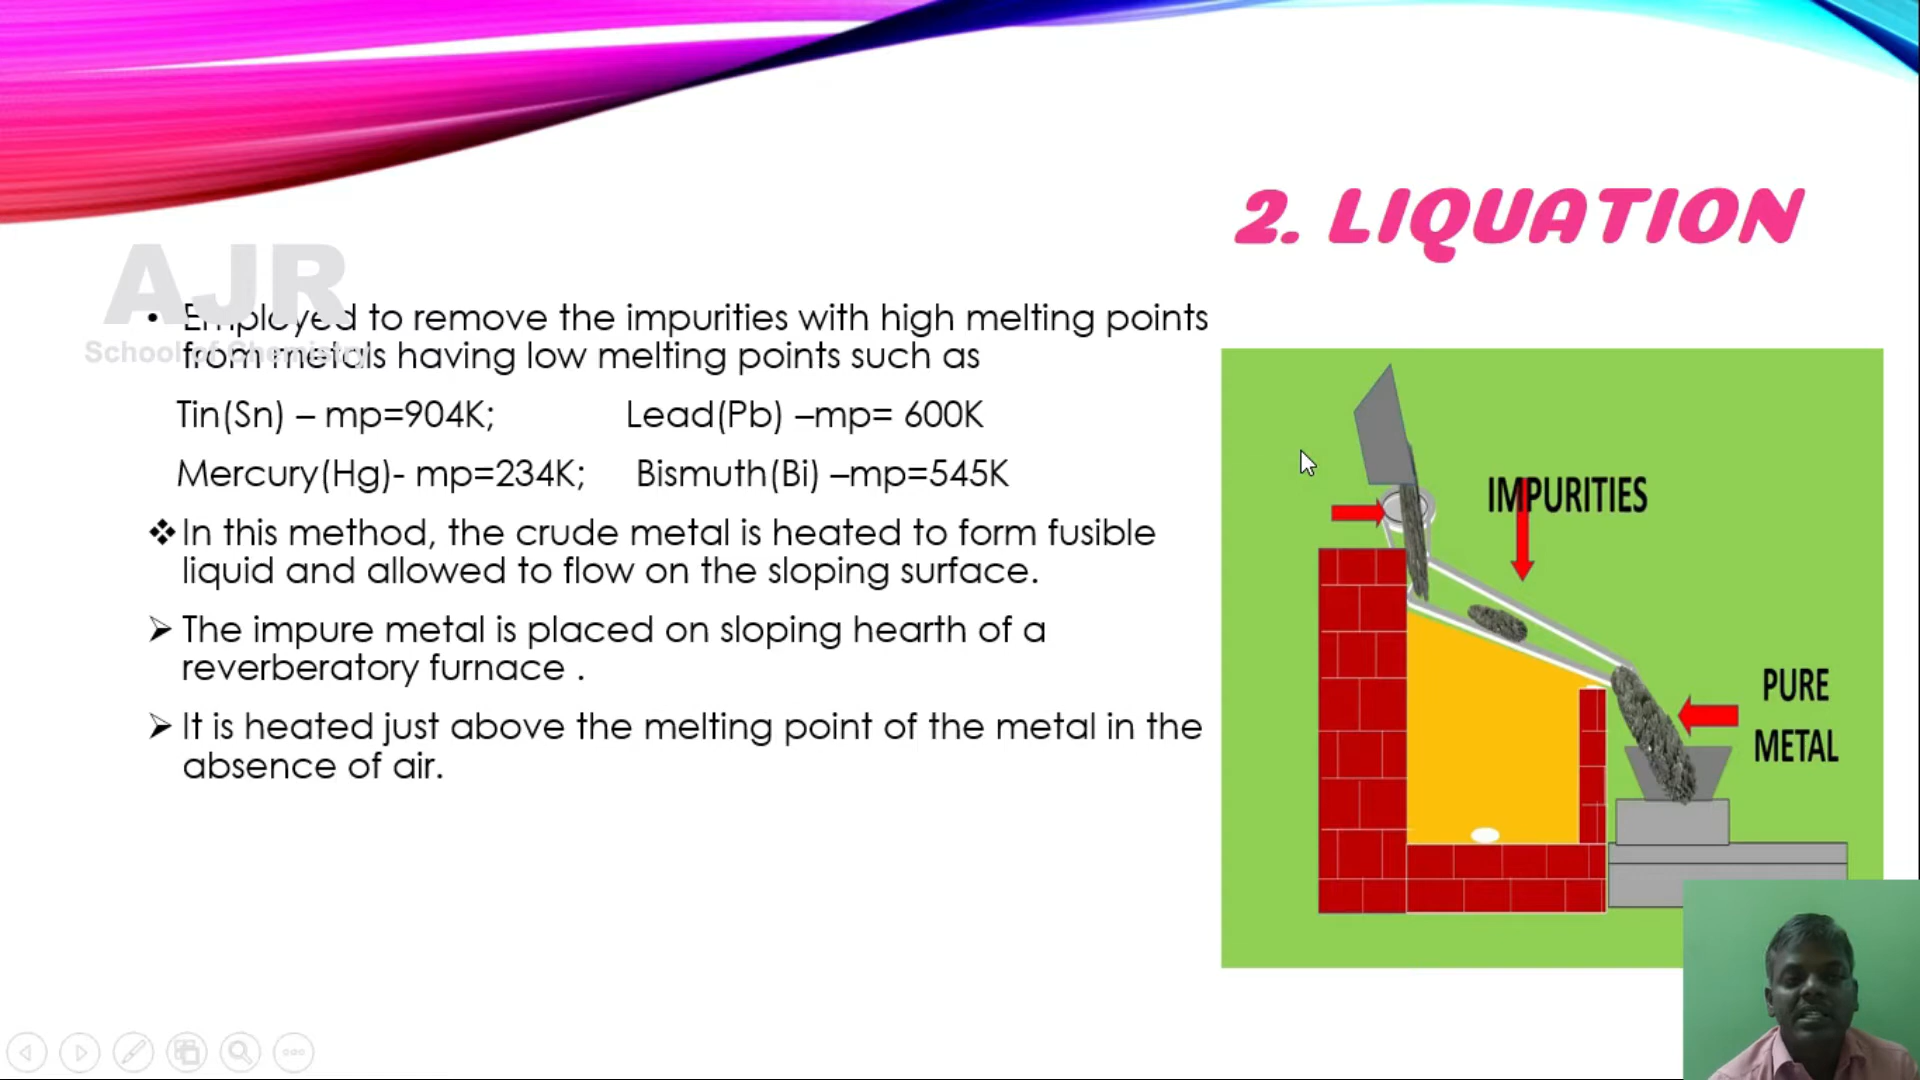 2. LIQUATION
AJR
School of Chemistry
• Employed to remove the impurities with high melting points
from metals having low melting points such as
Tin(Sn) – mp=904K; Lead(Pb) –mp= 600K
Mercury(Hg)- mp=234K; Bismuth(Bi) –mp=545K
❖In this method, the crude metal is heated to form fusible
liquid and allowed to flow on the sloping surface.
➢ The impure metal is placed on sloping hearth of a
reverberatory furnace .
➢ It is heated just above the melting point of the metal in the
absence of air.
IMPURITIES
PURE
METAL